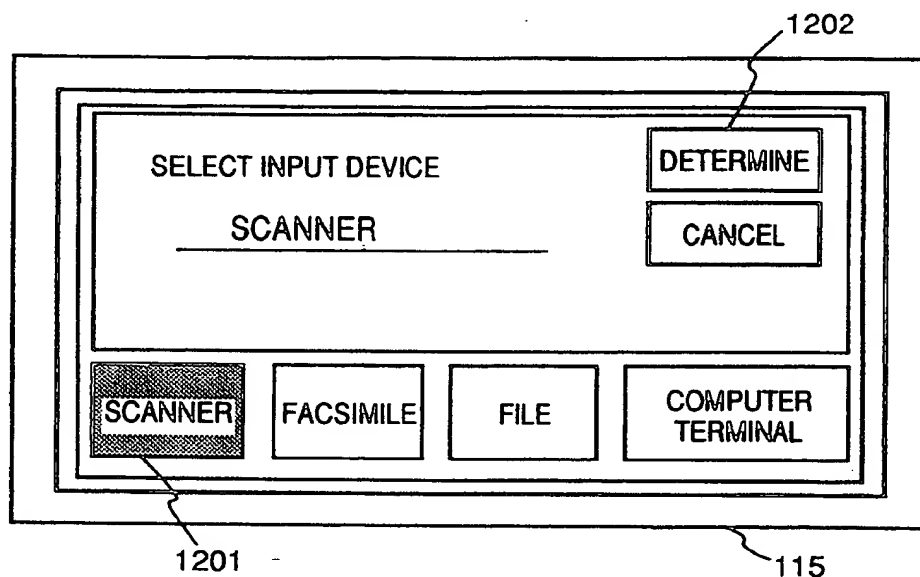 1202
SELECT INPUT DEVICE
DETERMINE
SCANNER
CANCEL
SCANNER
FACSIMILE
FILE
COMPUTER
TERMINAL
1201
115